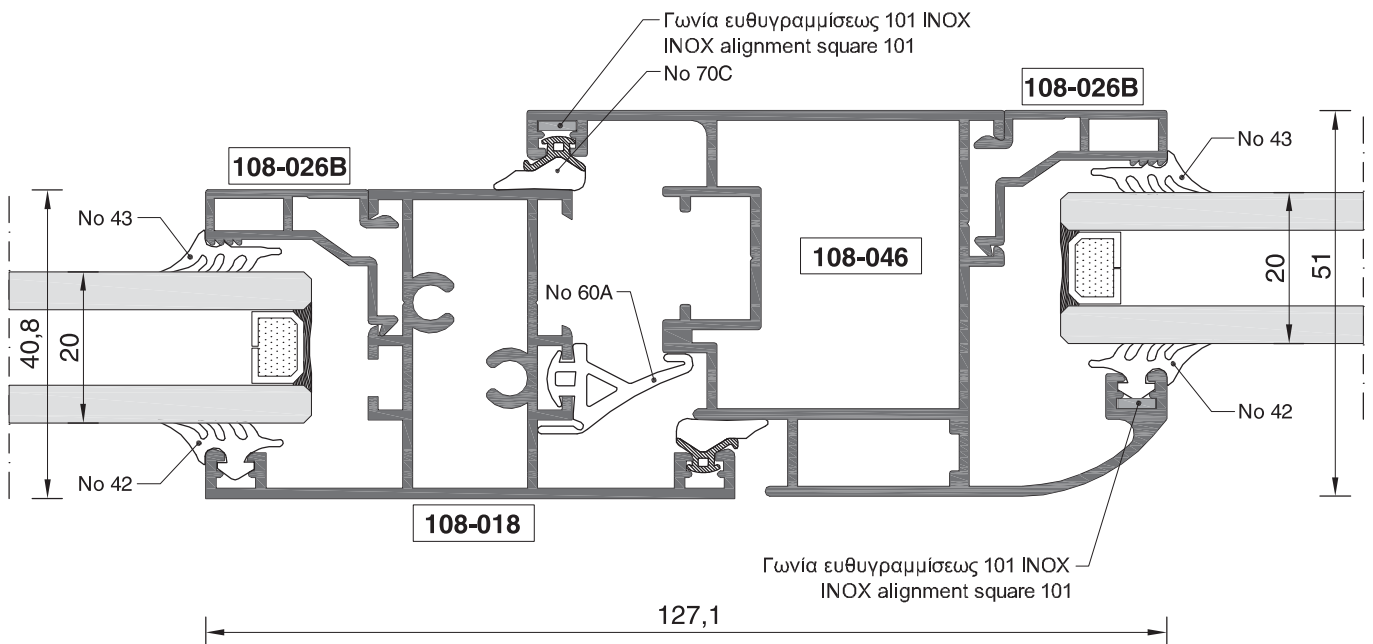 Γωνία ευθυγραμμίσεως 101 INOX
INOX alignment square 101
No 70C
108-026B
108-026B
No 43
No 43
40,8
20
No 60A
108-046
20
51
No 42
No 42
108-018
Γωνία ευθυγραμμίσεως 101 INOX
INOX alignment square 101
127,1